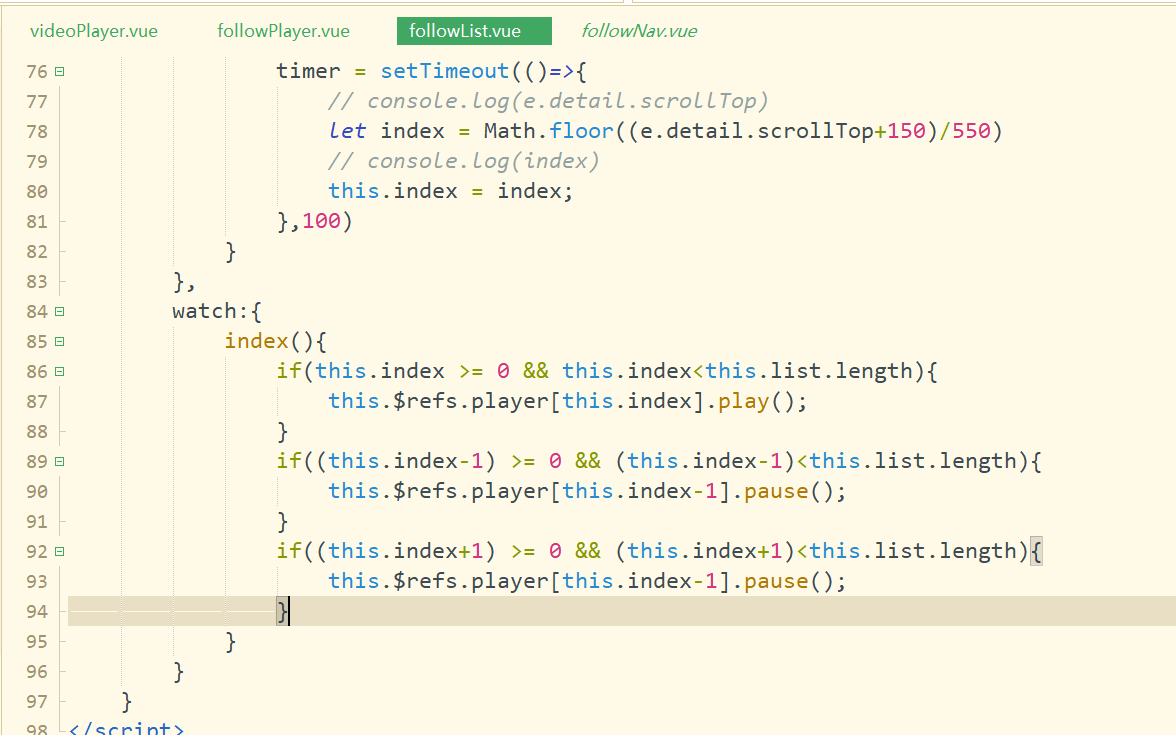 videoPlayer.vue followPlayer.vue followList.vue followNav.vue
76 timer = setTimeout(()=>{
77 // console.log(e.detail.scrollTop)
78 let index = Math.floor((e.detail.scrollTop+150)/550)
79 // console.log(index)
80 this.index = index;
81 },100)
82 }
83 },
84 watch:{
85 index(){
86 if(this.index >= 0 && this.index<this.list.length){
87 this.$refs.player[this.index].play();
88 }
89 if((this.index-1) >= 0 && (this.index-1)<this.list.length){
90 this.$refs.player[this.index-1].pause();
91 }
92 if((this.index+1) >= 0 && (this.index+1)<this.list.length){
93 this.$refs.player[this.index-1].pause();
94 }
95 }
96 }
97 }
98 </script>